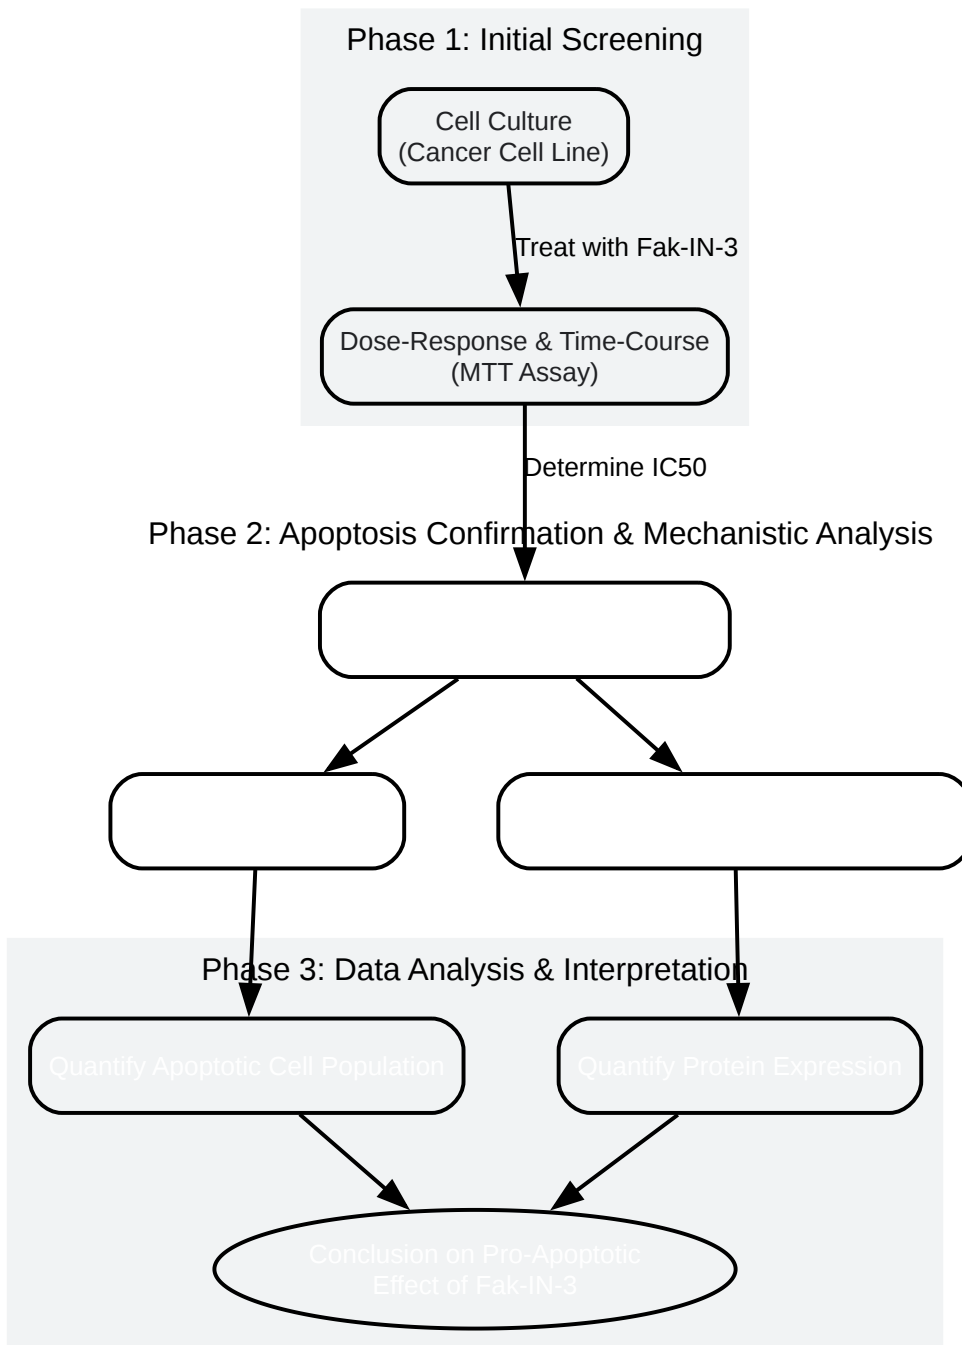 Phase 1: Initial Screening
Cell Culture
(Cancer Cell Line)
Treat with Fak-IN-3
Dose-Response & Time-Course
(MTT Assay)
Determine IC50
Phase 2: Apoptosis Confirmation & Mechanistic Analysis
Phase 3: Data Analysis & Interpretation
Quantify Apoptotic Cell Population
Quantify Protein Expression
Conclusion on Pro-Apoptotic
Effect of Fak-IN-3